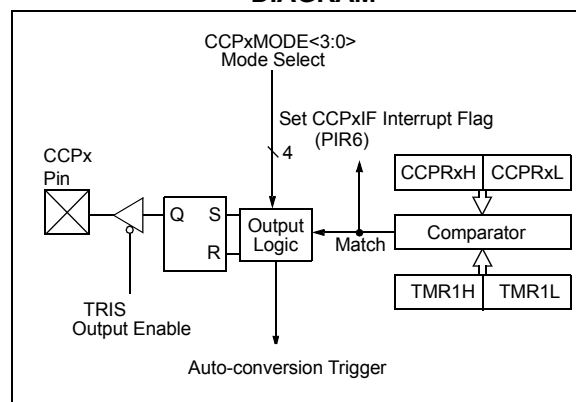 DIAGRAM
CCPxMODE<3:0>
Mode Select
Set CCPxIF Interrupt Flag
(PIR6)
4
CCPx
Pin
CCPRxH CCPRxL
Q S
R
Output
Logic
Match
Comparator
TRIS
Output Enable
TMR1H TMR1L
Auto-conversion Trigger